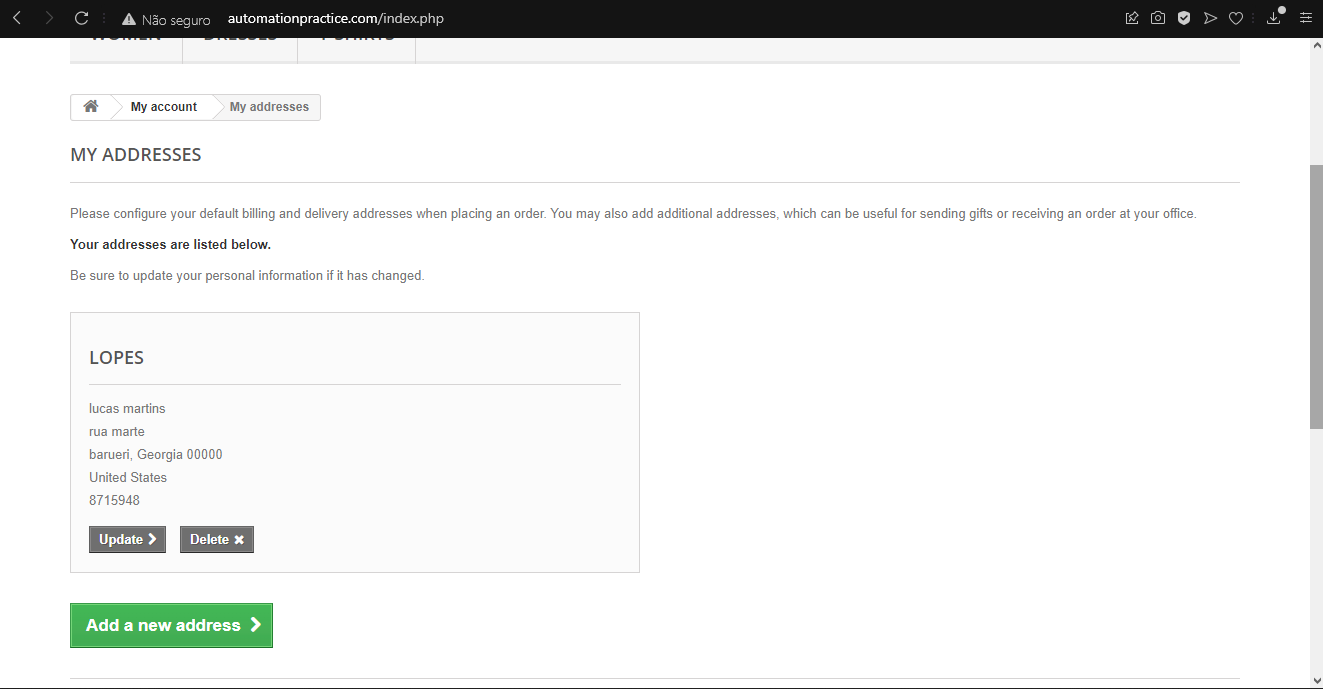 Não seguro automationpractice.com/index.php
WOMEN DRESSES T-SHIRTS
My account My addresses
MY ADDRESSES
Please configure your default billing and delivery addresses when placing an order. You may also add additional addresses, which can be useful for sending gifts or receiving an order at your office.
Your addresses are listed below.
Be sure to update your personal information if it has changed.
LOPES
lucas martins
rua marte
barueri, Georgia 00000
United States
8715948
Update Delete
Add a new address